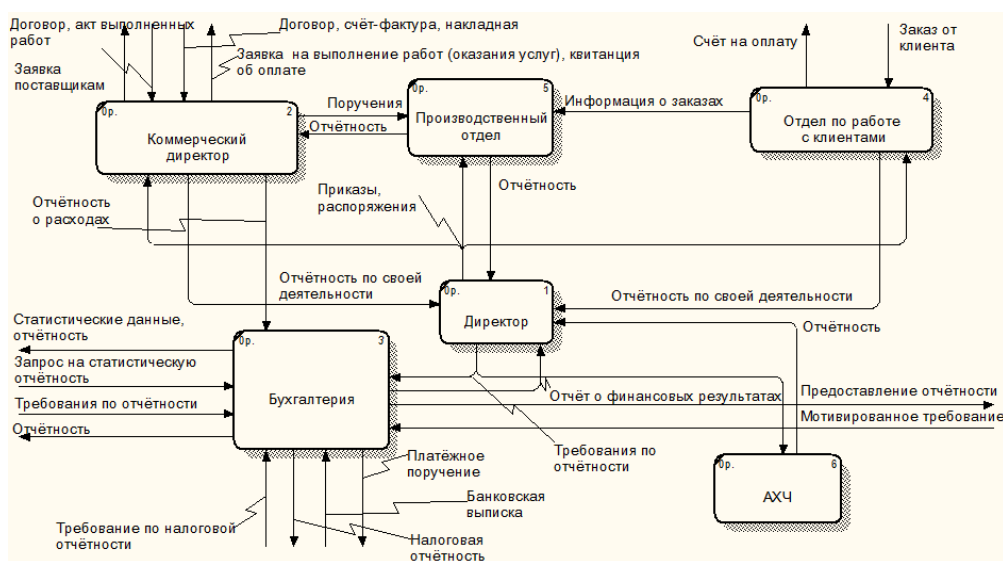 Договор, акт выполненных
работ
Договор, счёт-фактура, накладная
Заявка на выполнение работ (оказания услуг), квитанция
об оплате
Заявка
поставщикам
Счёт на оплату
Заказ от
клиента
0р.
2
Коммерческий
директор
Поручения
Отчётность
0р.
5
Производственный
отдел
Информация о заказах
0р.
4
Отдел по работе
с клиентами
Отчётность
о расходах
Приказы,
распоряжения
Отчётность
Отчётность по своей
деятельности
0р.
1
Директор
Отчётность по своей деятельности
Отчётность
Статистические данные,
отчётность
Запрос на статистическую
отчётность
Требования по отчётности
Отчётность
0р.
3
Бухгалтерия
Отчёт о финансовых результатах
Предоставление отчётности
Мотивированное требование
Требования по
отчётности
0р.
6
АХЧ
Платёжное
поручение
Банковская
выписка
Требование по налоговой
отчётности
Налоговая
отчётность